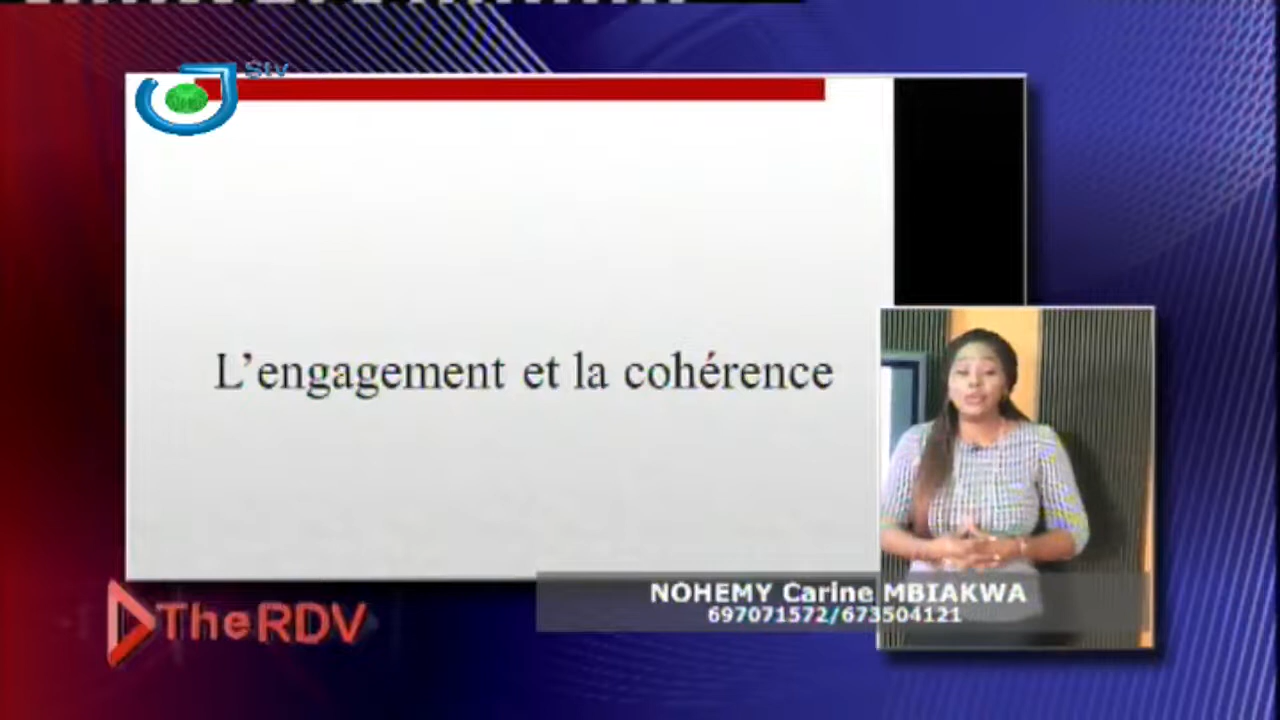 Stv
L’engagement et la cohérence
NOHEMY Carine MBIAKWA
697071572/673504121
TheRDV